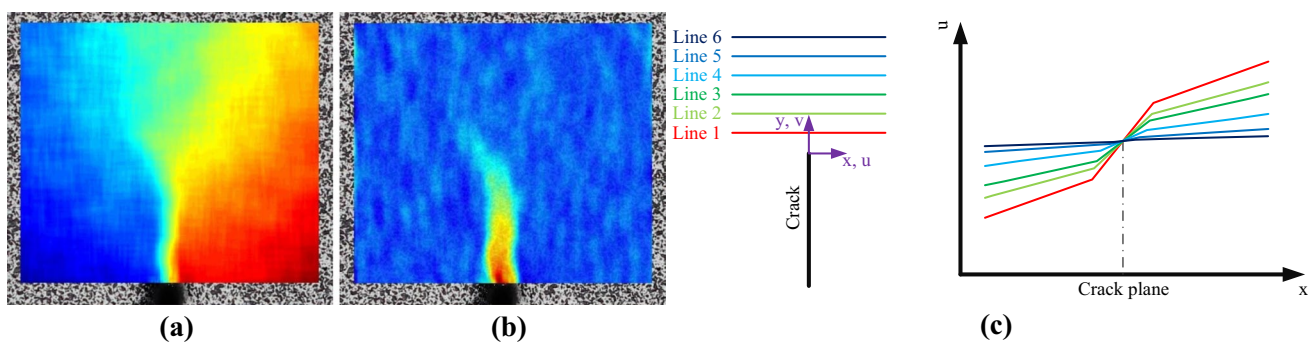 Line 6
Line 5
Line 4
Line 3
Line 2
Line 1
y, v
x, u
Crack
u
x
Crack plane
(a)
(b)
(c)